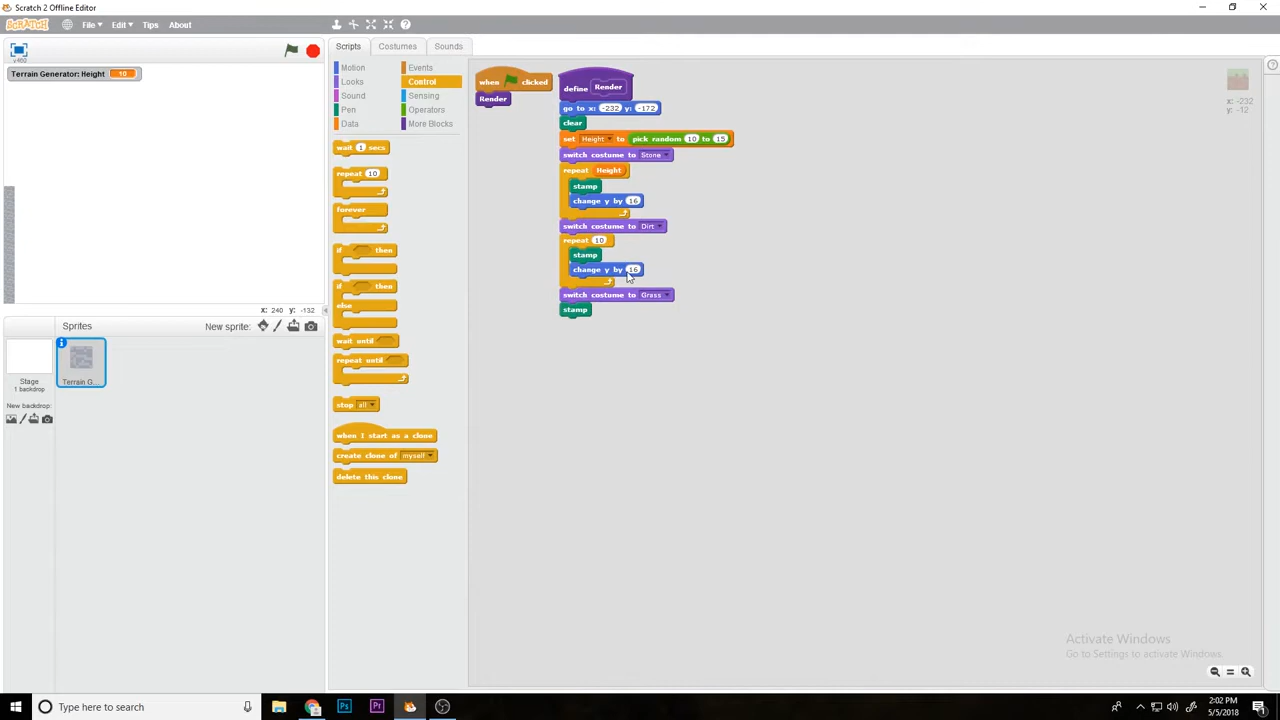 Scratch 2 Offline Editor
SCRATCH
File Edit Tips About
v460
Terrain Generator: Height 10
x: 240 y: -132
Sprites New sprite:
Stage
1 backdrop
New backdrop:
Terrain G...
Scripts Costumes Sounds
Motion Events
Looks Control
Sound Sensing
Pen Operators
Data More Blocks
wait 1 secs
repeat 10
forever
if then
if then
else
wait until
repeat until
stop all
when I start as a clone
create clone of myself
delete this clone
when clicked
Render
define Render
go to x: -232 y: -172
clear
set Height to pick random 10 to 15
switch costume to Stone
repeat Height
stamp
change y by 16
switch costume to Dirt
repeat 10
stamp
change y by 16
switch costume to Grass
stamp
x: -232
y: -12
Activate Windows
Go to Settings to activate Windows.
Type here to search
2:02 PM
5/5/2018